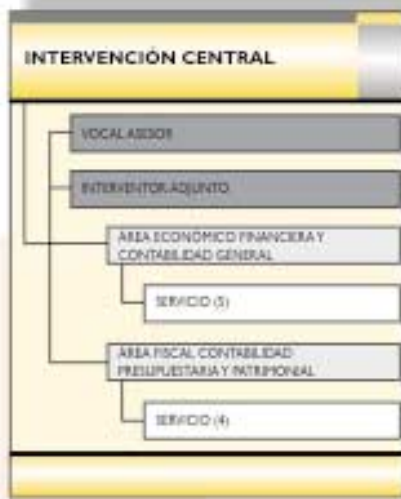 INTERVENCIÓN CENTRAL
VOCAL ASESOR
INTERVENTOR ADJUNTO
AREA ECONÓMICO FINANCIERA Y
CONTABILIDAD GENERAL
SERVICIO (5)
ÁREA FISCAL CONTABILIDAD
PRESUPUESTARIA Y PATRIMONIAL
SERVICIO (4)